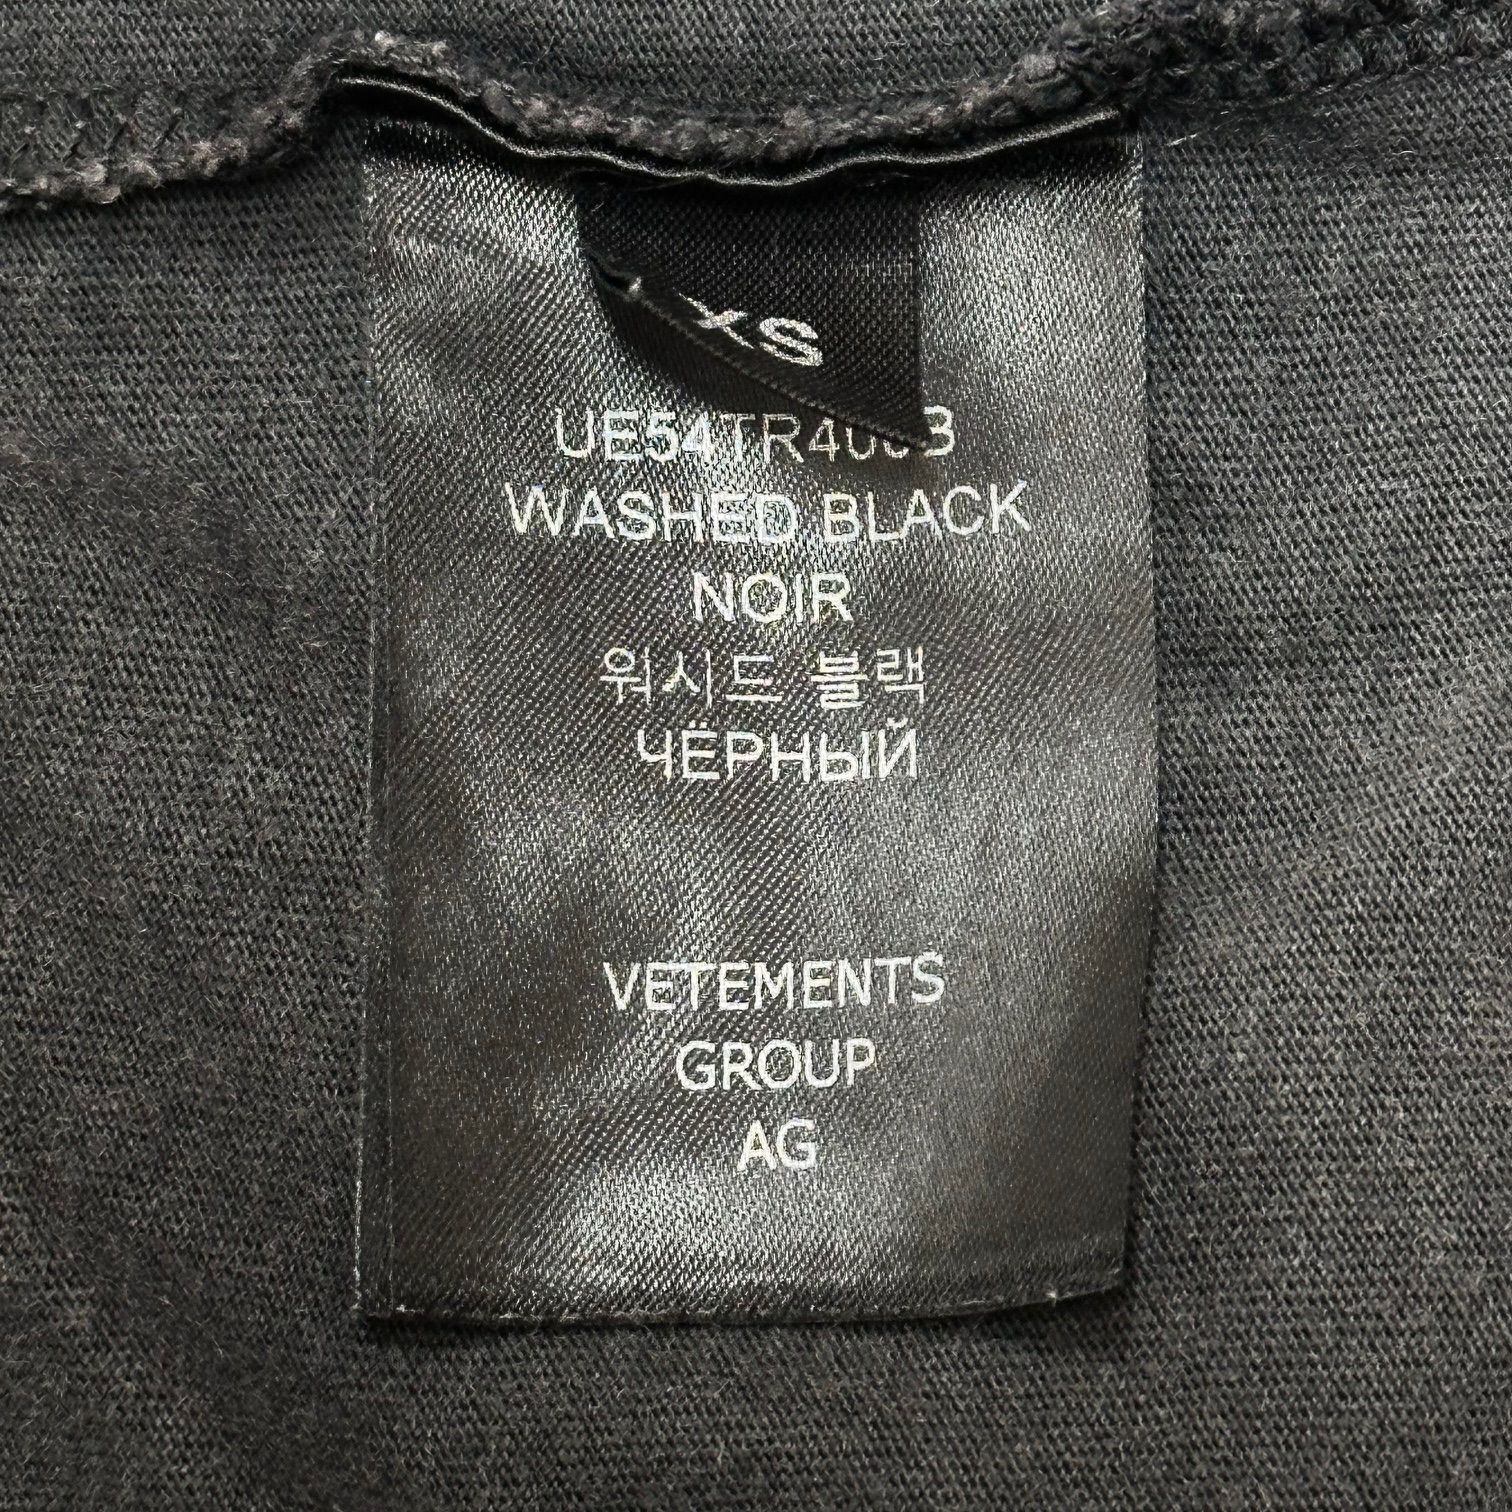 XS
WASHED BLACK
NOIR
워시드 블랙
ЧЁРНЫЙ
VETEMENTS
GROUP
AG